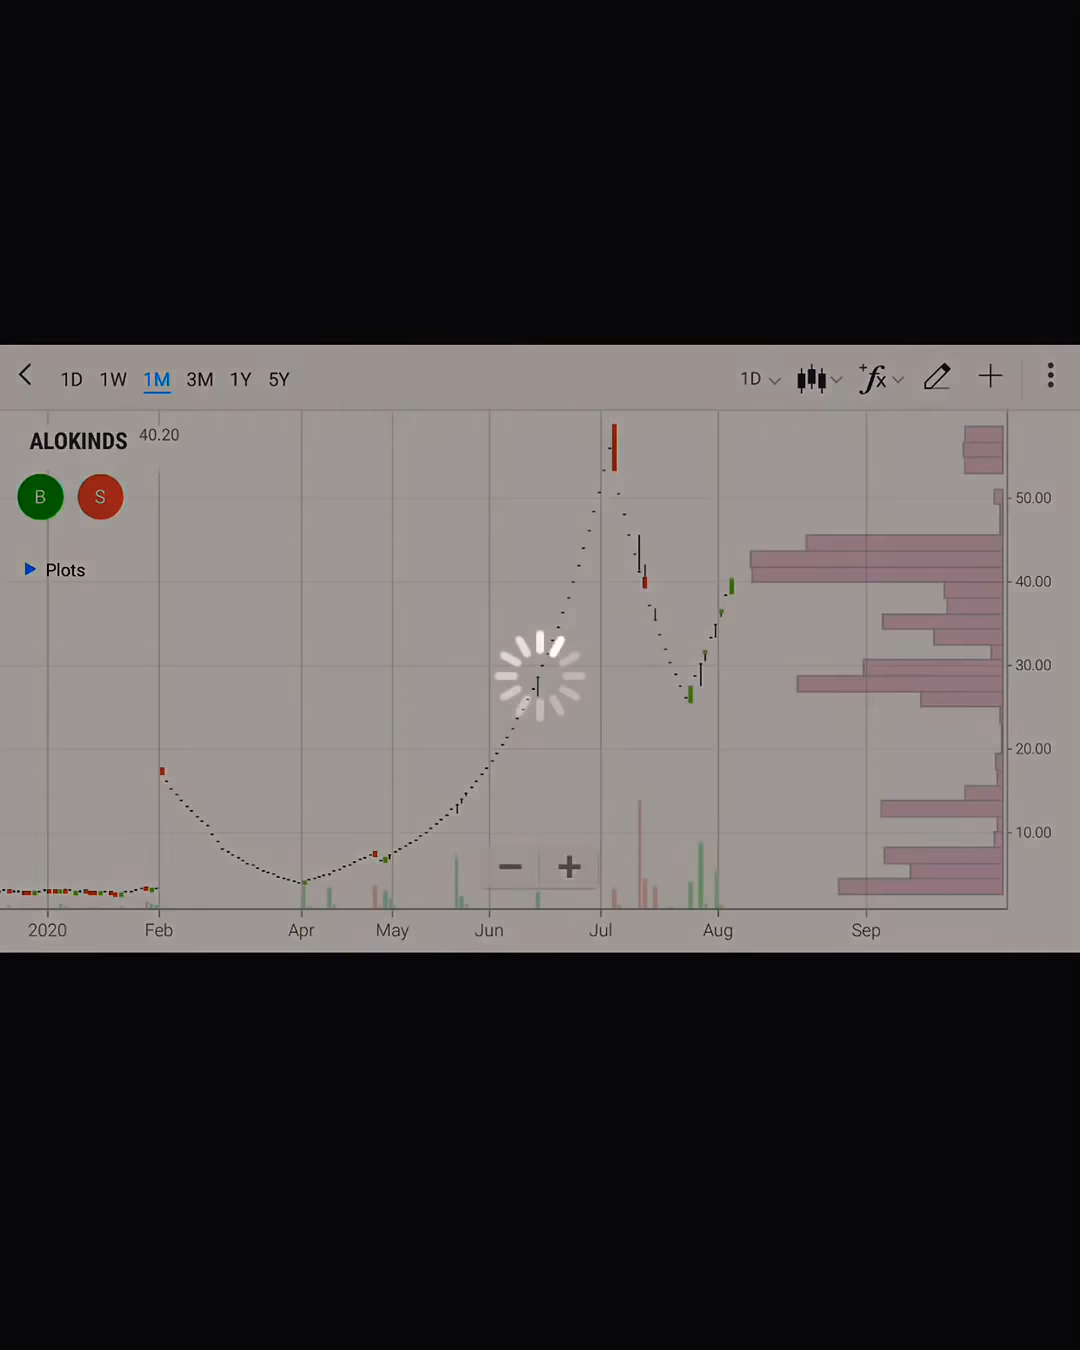 1D 1W 1M 3M 1Y 5Y 1D +fx
ALOKINDS 40.20
B S
Plots
50.00
40.00
30.00
20.00
10.00
2020 Feb Apr May Jun Jul Aug Sep